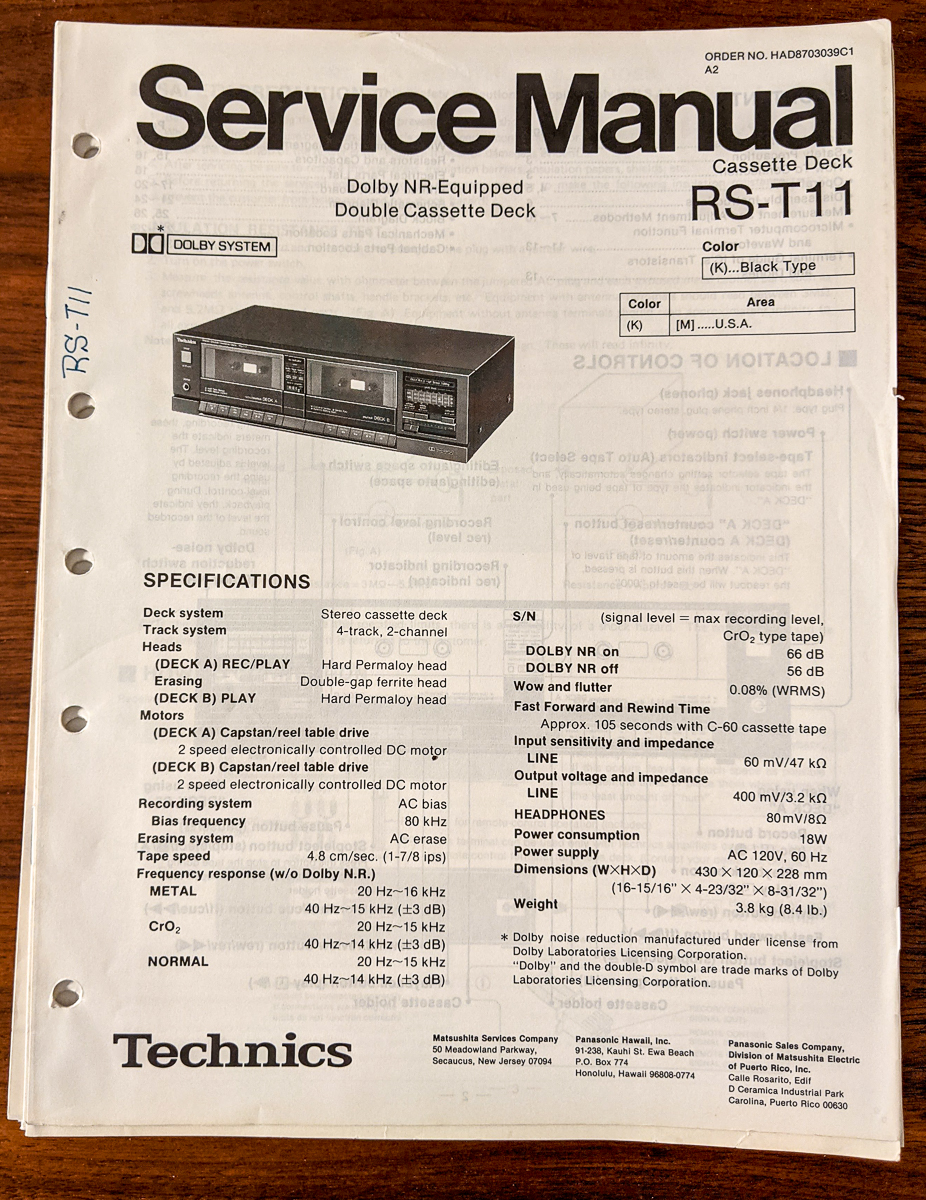 ORDER NO. HAD8703039C1
A2
Service Manual
Cassette Deck
Dolby NR-Equipped
Double Cassette Deck
RS-T11
* DOLBY SYSTEM
Color
(K)...Black Type
Color Area
(K) [M].....U.S.A.
RS-T11
Technics
DECK A
DECK B
SPECIFICATIONS
Deck system Stereo cassette deck
Track system 4-track, 2-channel
Heads
(DECK A) REC/PLAY Hard Permaloy head
Erasing Double-gap ferrite head
(DECK B) PLAY Hard Permaloy head
Motors
(DECK A) Capstan/reel table drive
2 speed electronically controlled DC motor
(DECK B) Capstan/reel table drive
2 speed electronically controlled DC motor
Recording system AC bias
Bias frequency 80 kHz
Erasing system AC erase
Tape speed 4.8 cm/sec. (1-7/8 ips)
Frequency response (w/o Dolby N.R.)
METAL 20 Hz~16 kHz
40 Hz~15 kHz (±3 dB)
CrO₂ 20 Hz~15 kHz
40 Hz~14 kHz (±3 dB)
NORMAL 20 Hz~15 kHz
40 Hz~14 kHz (±3 dB)
S/N (signal level = max recording level,
CrO₂ type tape)
DOLBY NR on 66 dB
DOLBY NR off 56 dB
Wow and flutter 0.08% (WRMS)
Fast Forward and Rewind Time
Approx. 105 seconds with C-60 cassette tape
Input sensitivity and impedance
LINE 60 mV/47 kΩ
Output voltage and impedance
LINE 400 mV/3.2 kΩ
HEADPHONES 80mV/8Ω
Power consumption 18W
Power supply AC 120V, 60 Hz
Dimensions (W×H×D) 430 × 120 × 228 mm
(16-15/16" × 4-23/32" × 8-31/32")
Weight 3.8 kg (8.4 lb.)
* Dolby noise reduction manufactured under license from
Dolby Laboratories Licensing Corporation.
"Dolby" and the double-D symbol are trade marks of Dolby
Laboratories Licensing Corporation.
Technics
Matsushita Services Company
50 Meadowland Parkway,
Secaucus, New Jersey 07094
Panasonic Hawaii, Inc.
91-238, Kauhi St. Ewa Beach
P.O. Box 774
Honolulu, Hawaii 96808-0774
Panasonic Sales Company,
Division of Matsushita Electric
of Puerto Rico, Inc.
Calle Rosarito, Edif
D Ceramica Industrial Park
Carolina, Puerto Rico 00630